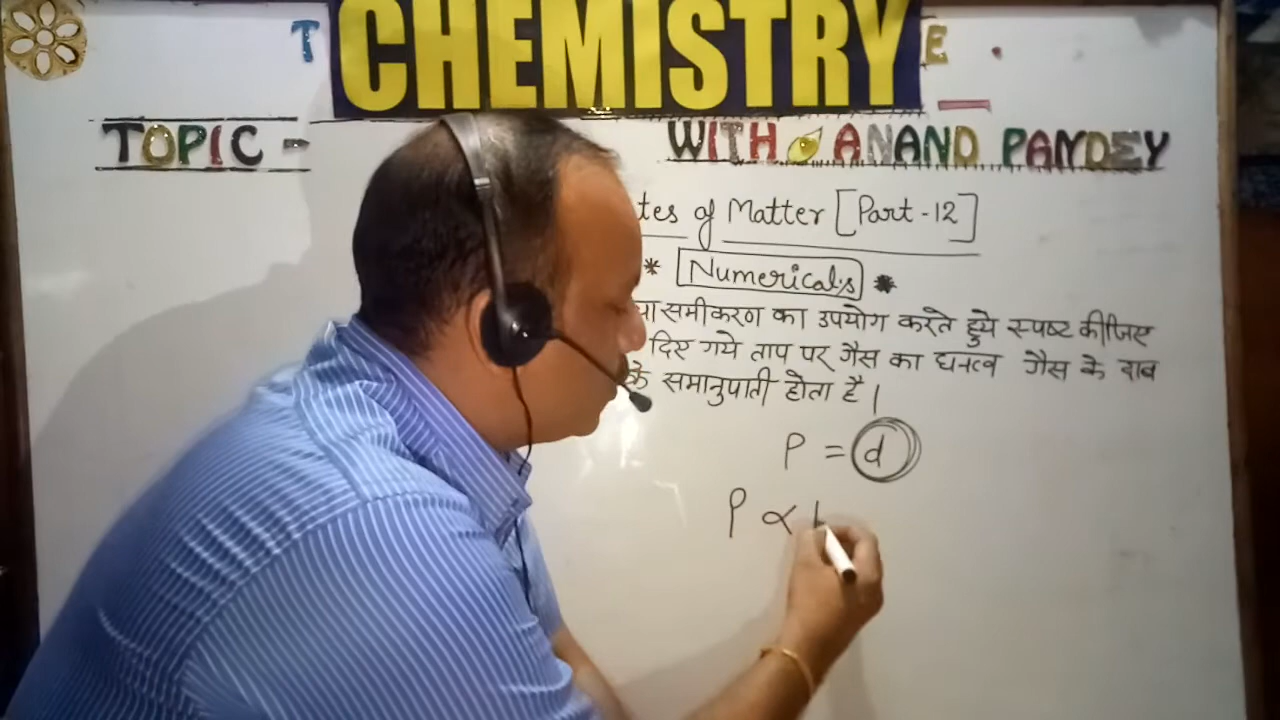 CHEMISTRY
TOPIC -
WITH ANAND PANDEY
of Matter [Part-12]
* Numericals *
समीकरण का उपयोग करते हुये स्पष्ट कीजिए
दिए गये ताप पर गैस का घनत्व गैस के दाब
के समानुपाती होता है |
ρ = d
ρ ∝